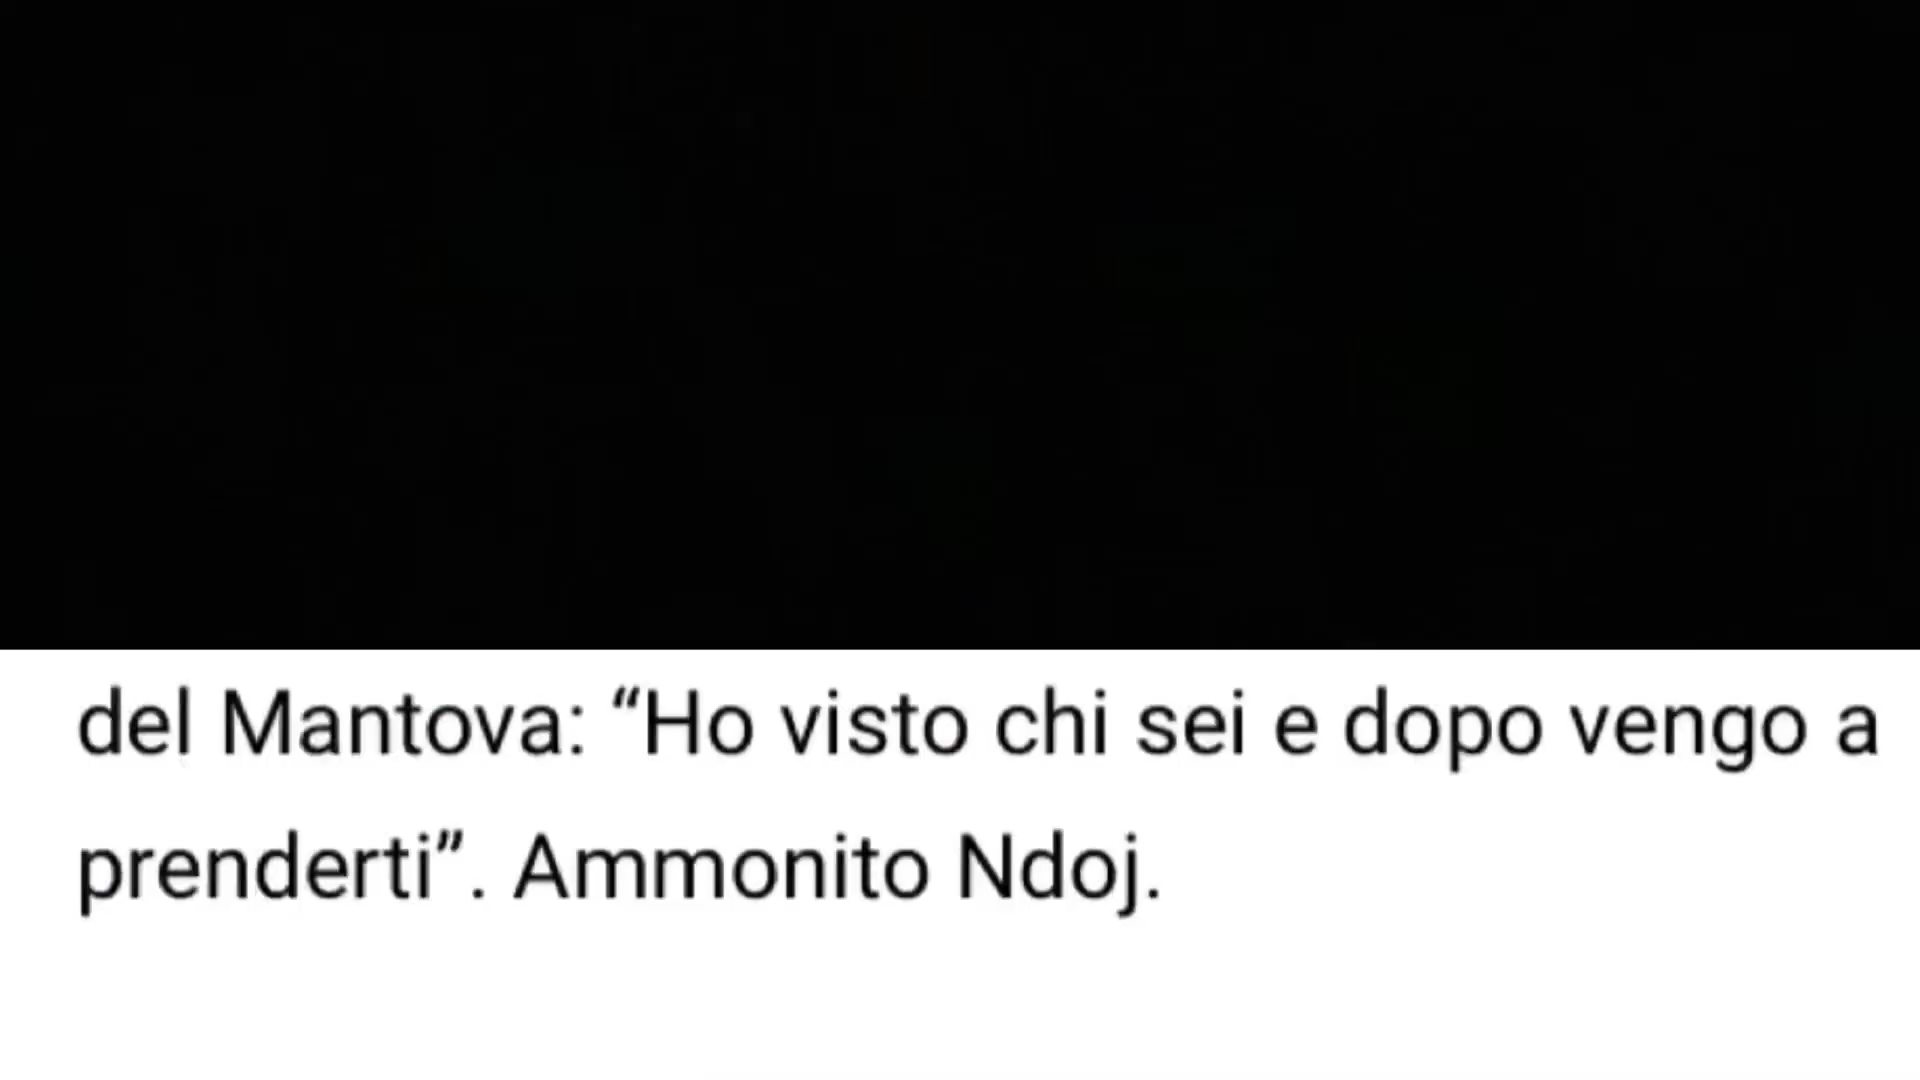 del Mantova: “Ho visto chi sei e dopo vengo a
prenderti”. Ammonito Ndoj.